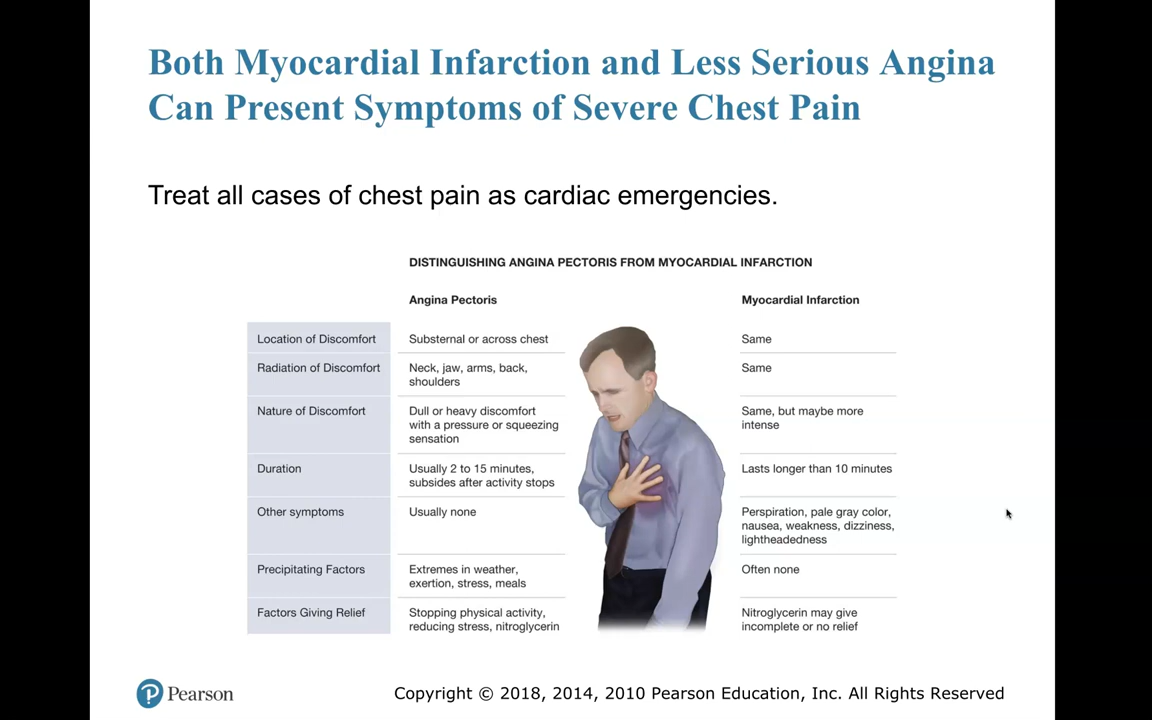 Both Myocardial Infarction and Less Serious Angina
Can Present Symptoms of Severe Chest Pain
Treat all cases of chest pain as cardiac emergencies.
DISTINGUISHING ANGINA PECTORIS FROM MYOCARDIAL INFARCTION
Angina Pectoris
Myocardial Infarction
Location of Discomfort
Substernal or across chest
Same
Radiation of Discomfort
Neck, jaw, arms, back,
shoulders
Same
Nature of Discomfort
Dull or heavy discomfort
with a pressure or squeezing
sensation
Same, but maybe more
intense
Duration
Usually 2 to 15 minutes,
subsides after activity stops
Lasts longer than 10 minutes
Other symptoms
Usually none
Perspiration, pale gray color,
nausea, weakness, dizziness,
lightheadedness
Precipitating Factors
Extremes in weather,
exertion, stress, meals
Often none
Factors Giving Relief
Stopping physical activity,
reducing stress, nitroglycerin
Nitroglycerin may give
incomplete or no relief
P Pearson
Copyright © 2018, 2014, 2010 Pearson Education, Inc. All Rights Reserved